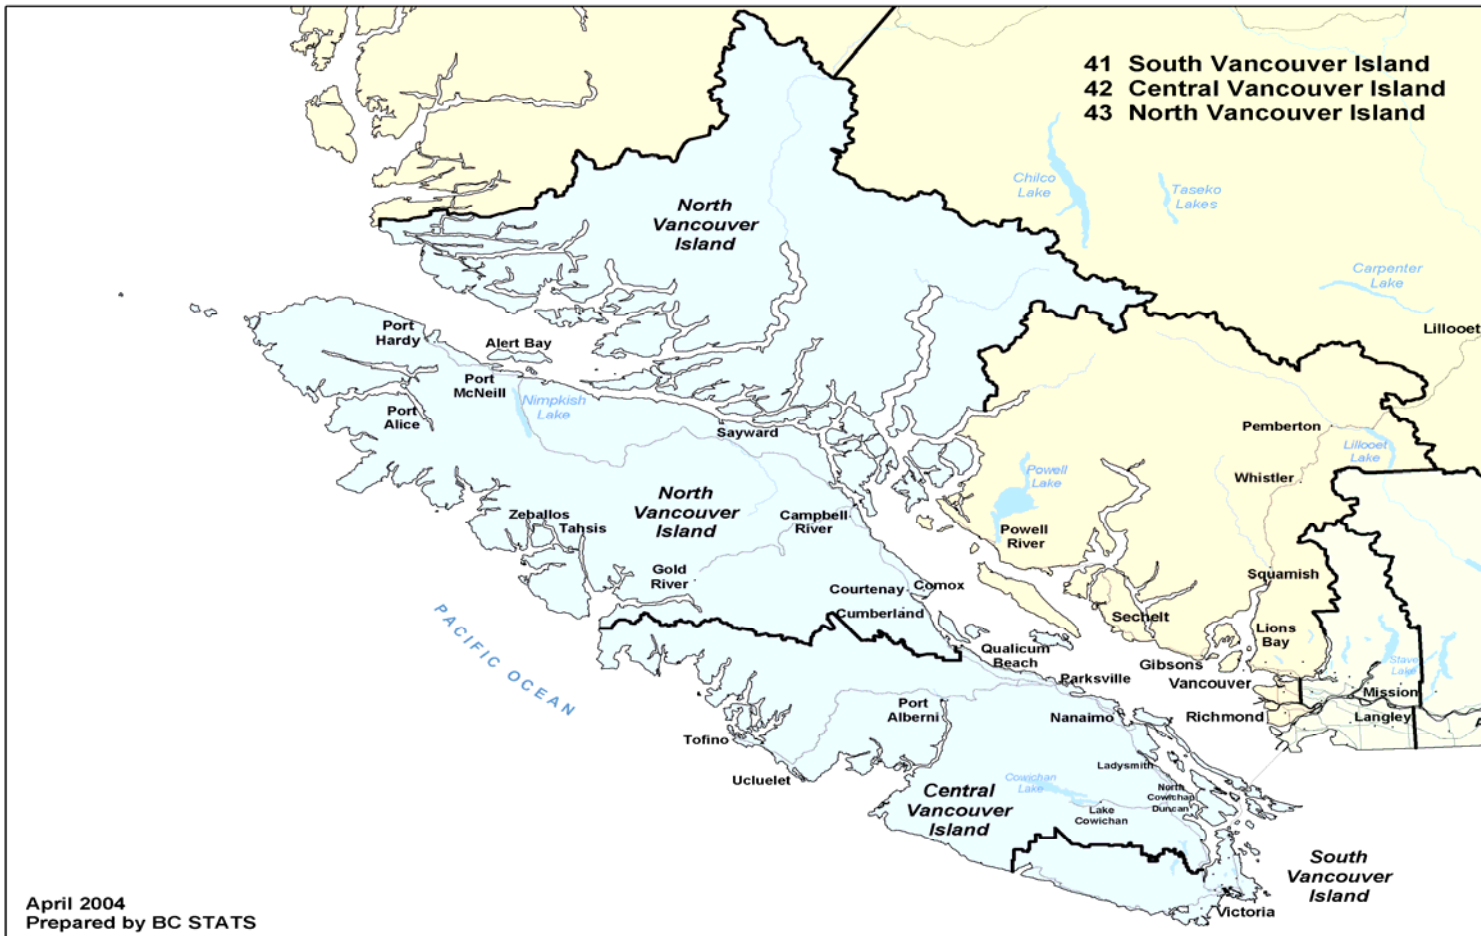 41 South Vancouver Island
42 Central Vancouver Island
43 North Vancouver Island
Chilco
Lake
Taseko
Lakes
North
Vancouver
Island
Carpenter
Lake
Lillooet
Port
Hardy
Alert Bay
Port
McNeill
Nimpkish
Lake
Port
Alice
Sayward
Pemberton
Lillooet
Lake
Powell
Lake
Whistler
North
Vancouver
Island
Zeballos
Tahsis
Campbell
River
Powell
River
Gold
River
Squamish
Courtenay
Comox
Cumberland
Sechelt
Lions
Bay
PACIFIC OCEAN
Qualicum
Beach
Gibsons
Stave
Lake
Parksville
Vancouver
Mission
Port
Alberni
Nanaimo
Richmond
Langley
A
Tofino
Ucluelet
Ladysmith
Cowichan
Lake
North
Cowichan
Duncan
Central
Vancouver
Island
Lake
Cowichan
South
Vancouver
Island
Victoria
April 2004
Prepared by BC STATS